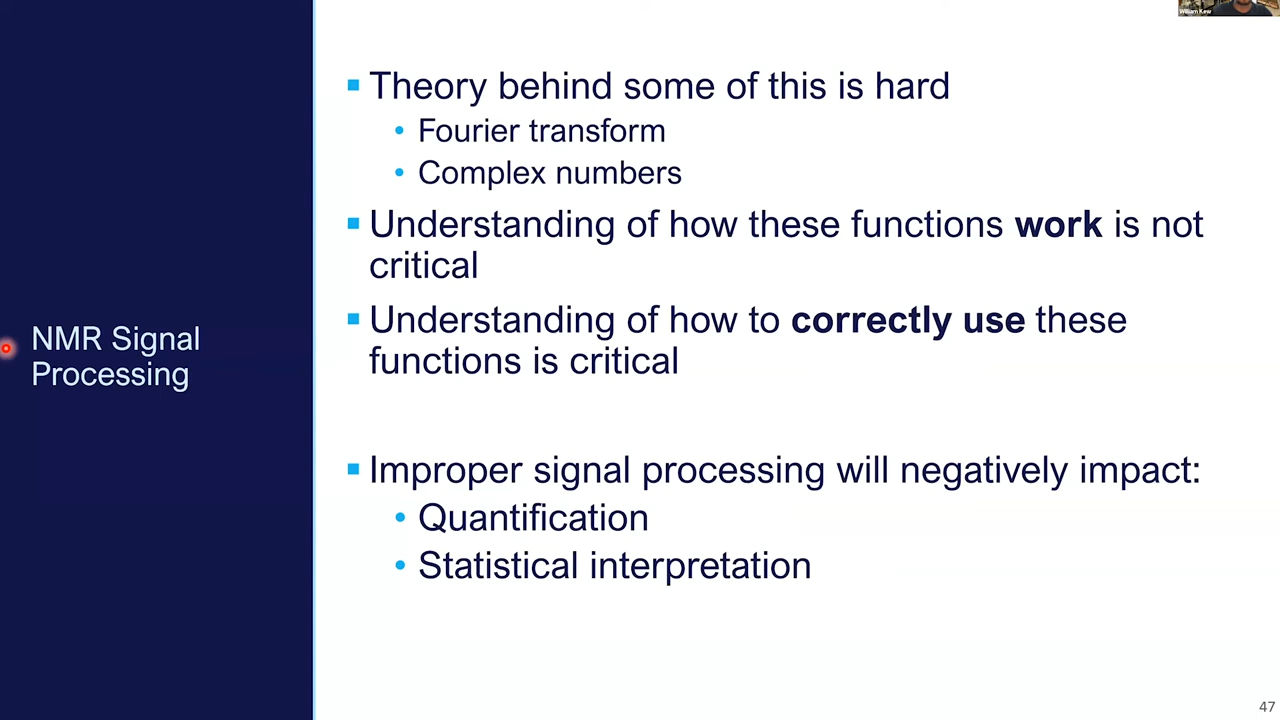 William Kew
Theory behind some of this is hard
Fourier transform
Complex numbers
Understanding of how these functions work is not
critical
Understanding of how to correctly use these
functions is critical
NMR Signal
Processing
Improper signal processing will negatively impact:
Quantification
Statistical interpretation
47